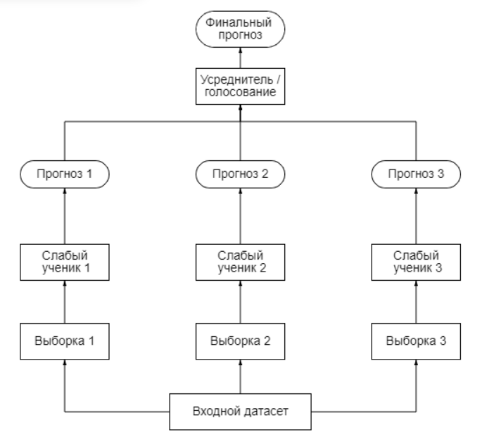 Финальный
прогноз
Усреднитель /
голосование
Прогноз 1
Прогноз 2
Прогноз 3
Слабый
ученик 1
Слабый
ученик 2
Слабый
ученик 3
Выборка 1
Выборка 2
Выборка 3
Входной датасет